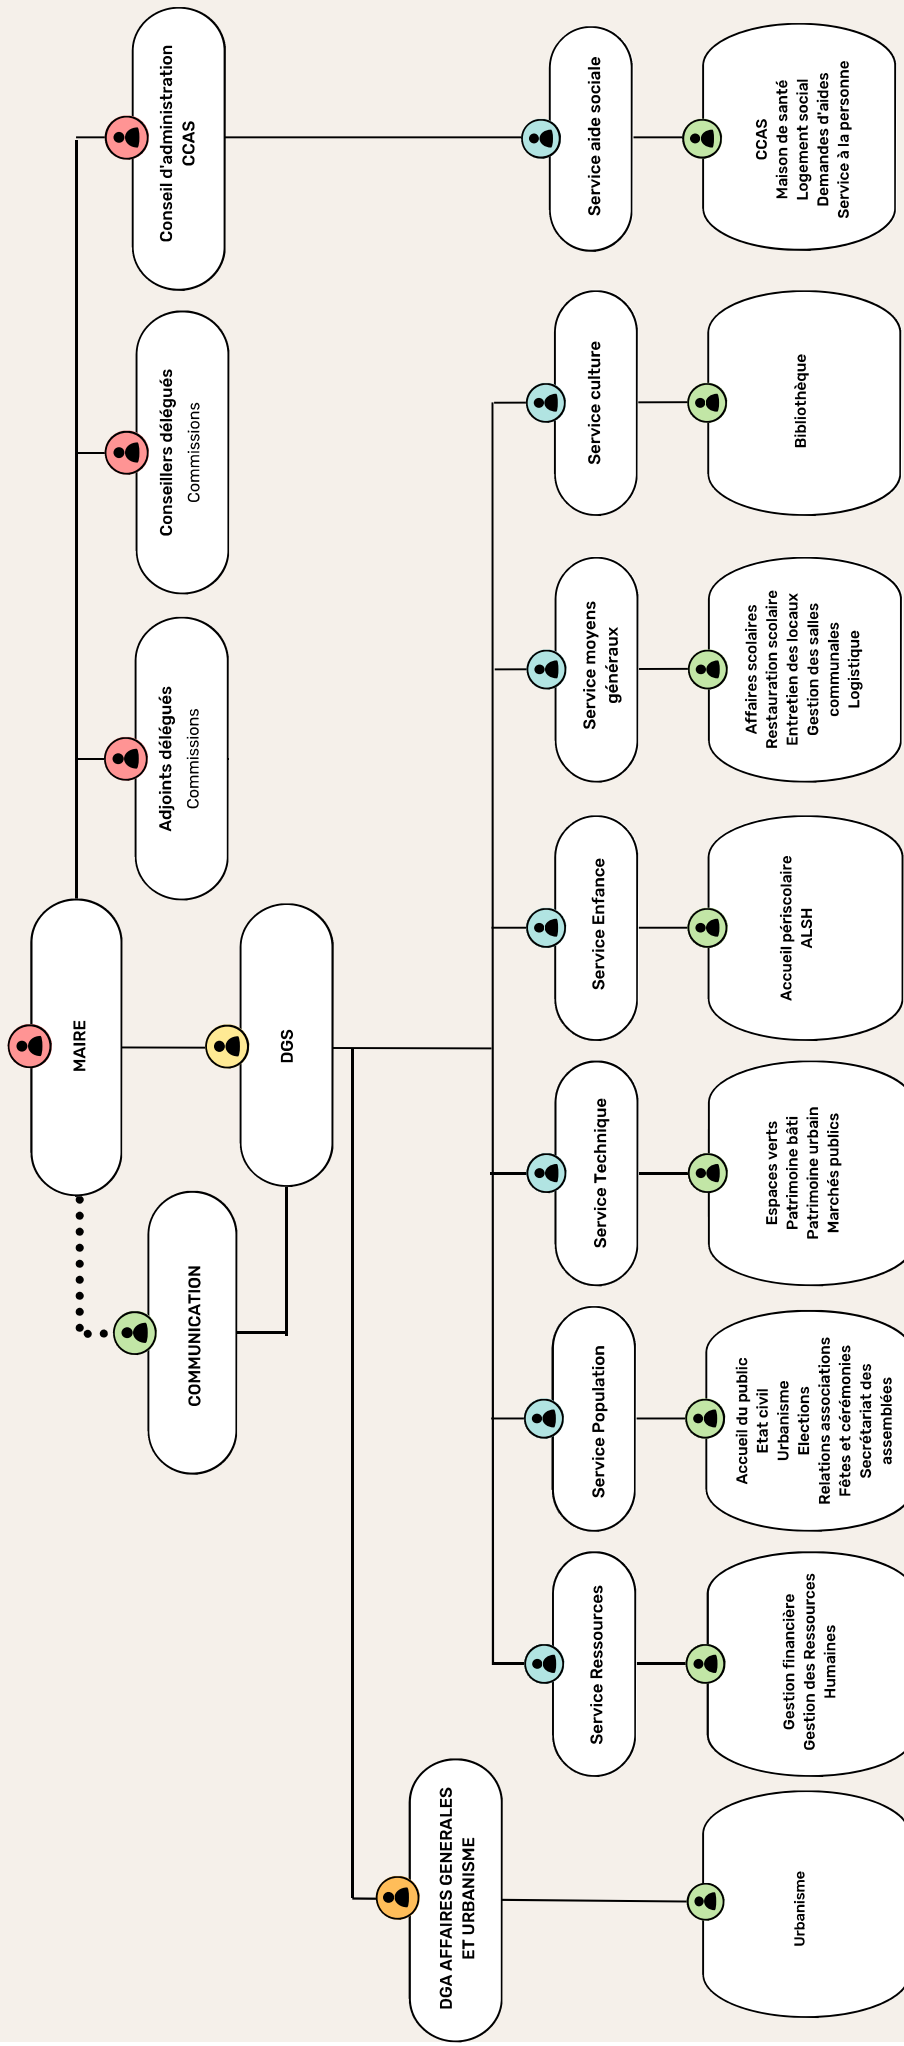 MAIRE
COMMUNICATION
Adjoints délégués
Commissions
Conseillers délégués
Commissions
Conseil d'administration
CCAS
DGS
DGA AFFAIRES GENERALES
ET URBANISME
Service Ressources
Service Population
Service Technique
Service Enfance
Service moyens
généraux
Service culture
Service aide sociale
Urbanisme
Gestion financière
Gestion des Ressources
Humaines
Accueil du public
Etat civil
Urbanisme
Elections
Relations associations
Fêtes et cérémonies
Secrétariat des
assemblées
Espaces verts
Patrimoine bâti
Patrimoine urbain
Marchés publics
Accueil périscolaire
ALSH
Affaires scolaires
Restauration scolaire
Entretien des locaux
Gestion des salles
communales
Logistique
Bibliothèque
CCAS
Maison de santé
Logement social
Demandes d'aides
Service à la personne